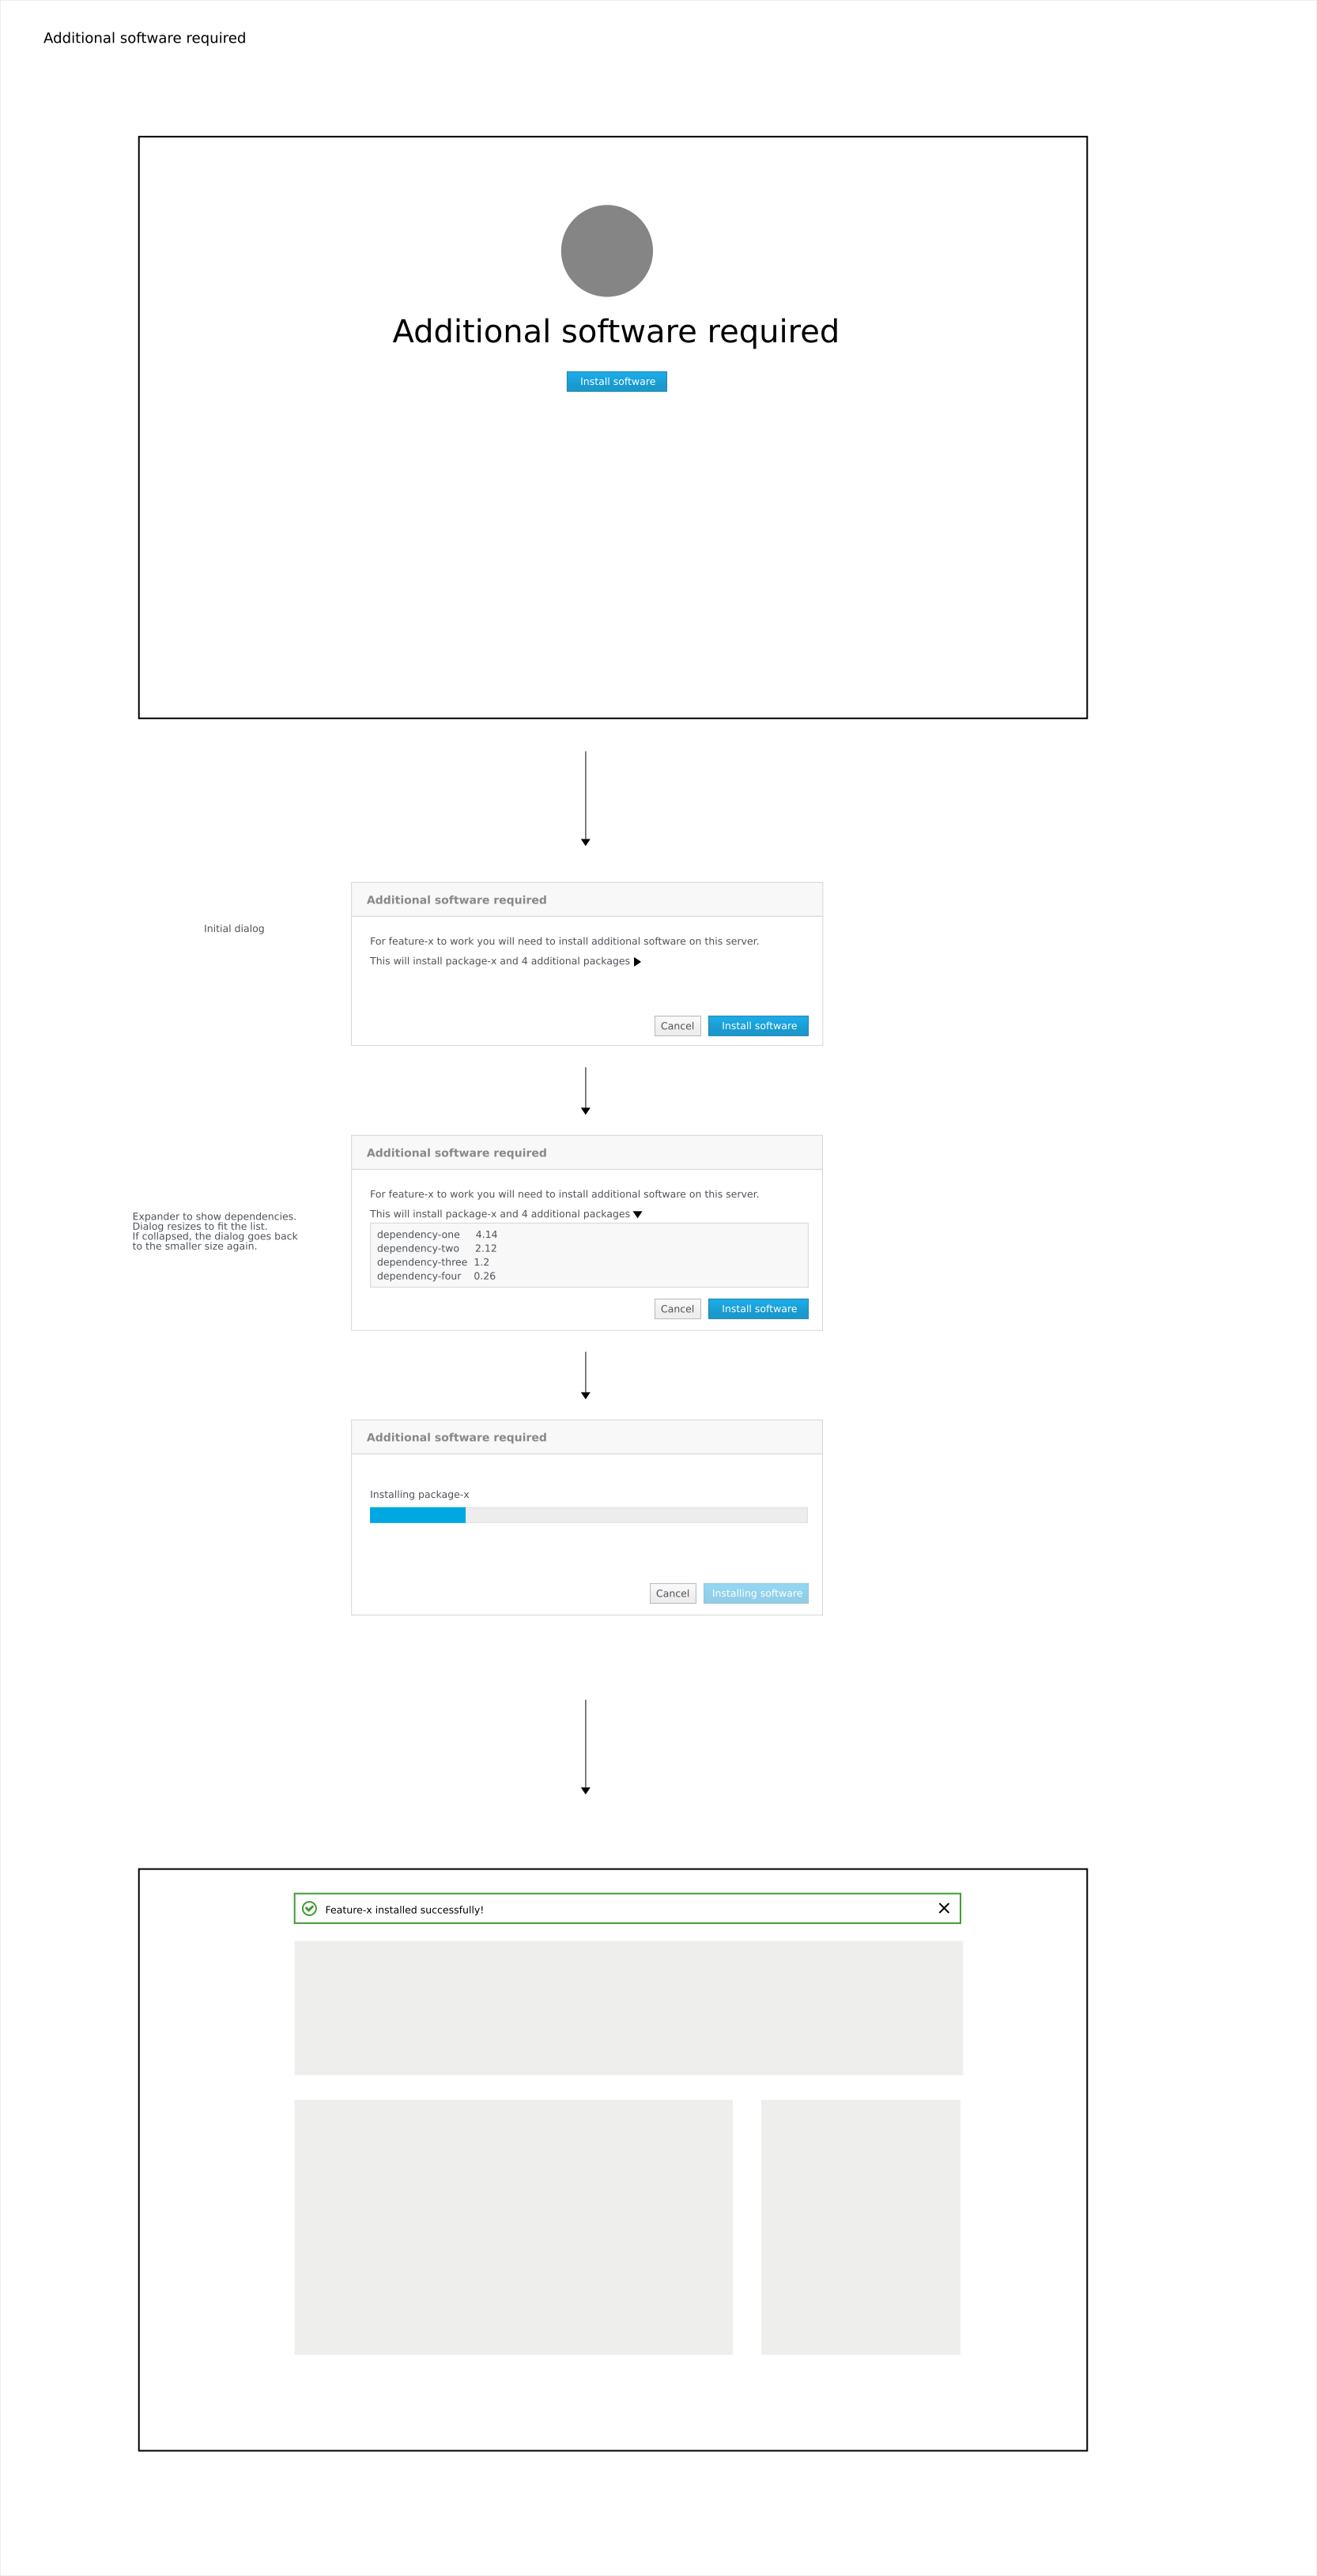 Additional software required
Additional software required
Install software
Additional software required
Initial dialog
For feature-x to work you will need to install additional software on this server.
This will install package-x and 4 additional packages
Cancel
Install software
Additional software required
For feature-x to work you will need to install additional software on this server.
This will install package-x and 4 additional packages
Expander to show dependencies.
Dialog resizes to fit the list.
If collapsed, the dialog goes back
to the smaller size again.
dependency-one 4.14
dependency-two 2.12
dependency-three 1.2
dependency-four 0.26
Cancel
Install software
Additional software required
Installing package-x
Cancel
Installing software
Feature-x installed successfully!